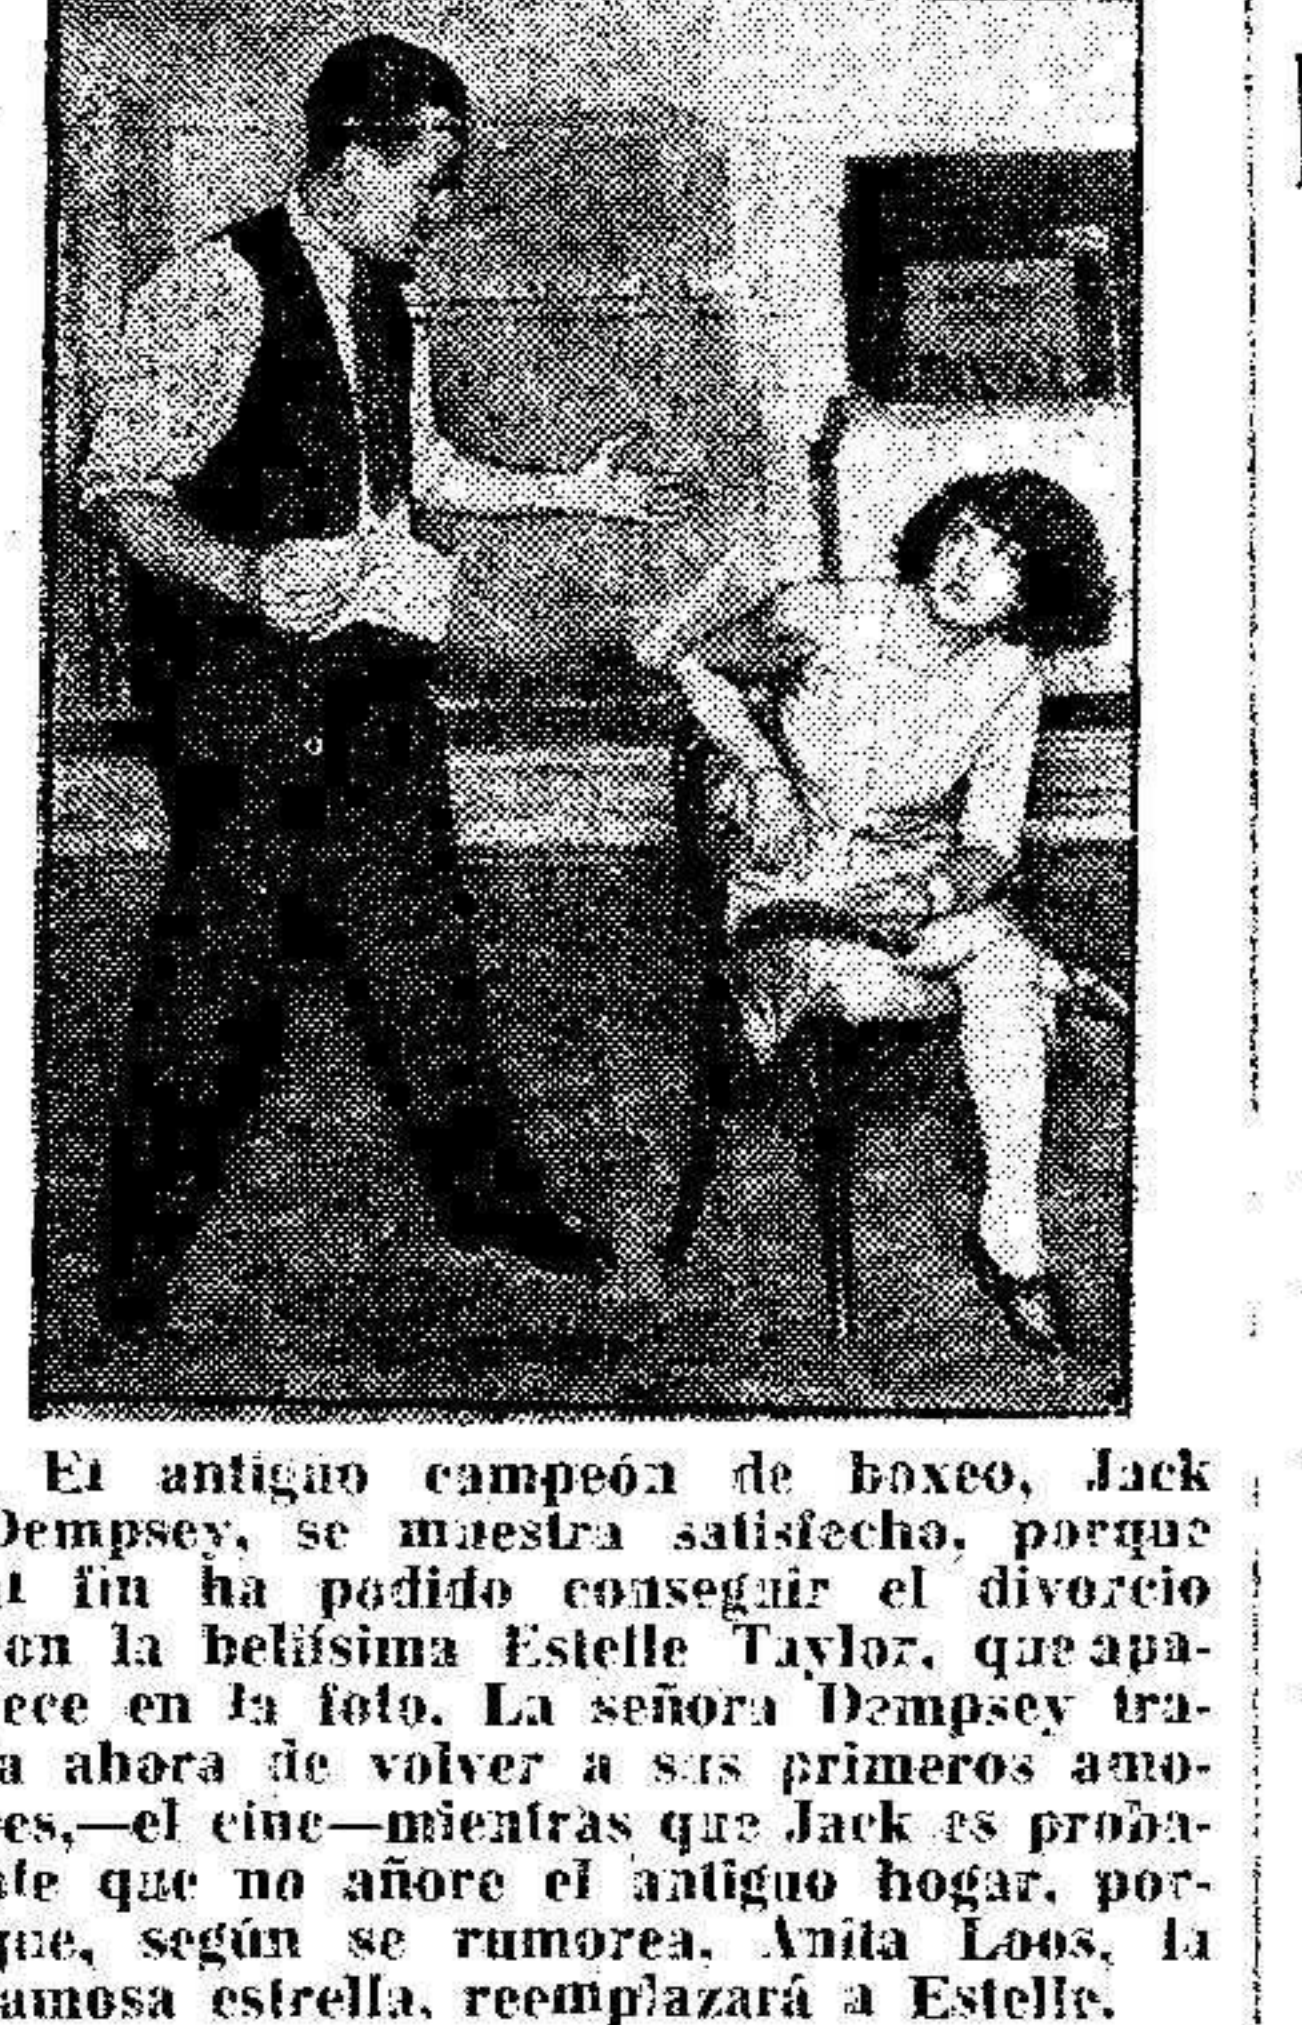 El antiguo campeón de boxeo, Jack
Dempsey, se muestra satisfecho, porque
al fin ha podido conseguir el divorcio
con la bellísima Estelle Taylor, que apa-
rece en la foto. La señora Dempsey tra-
ta ahora de volver a sus primeros amo-
res,—el cine—mientras que Jack es proba-
ble que no añore el antiguo hogar, por-
que, según se rumorea, Anita Loos, la
famosa estrella, reemplazará a Estelle.